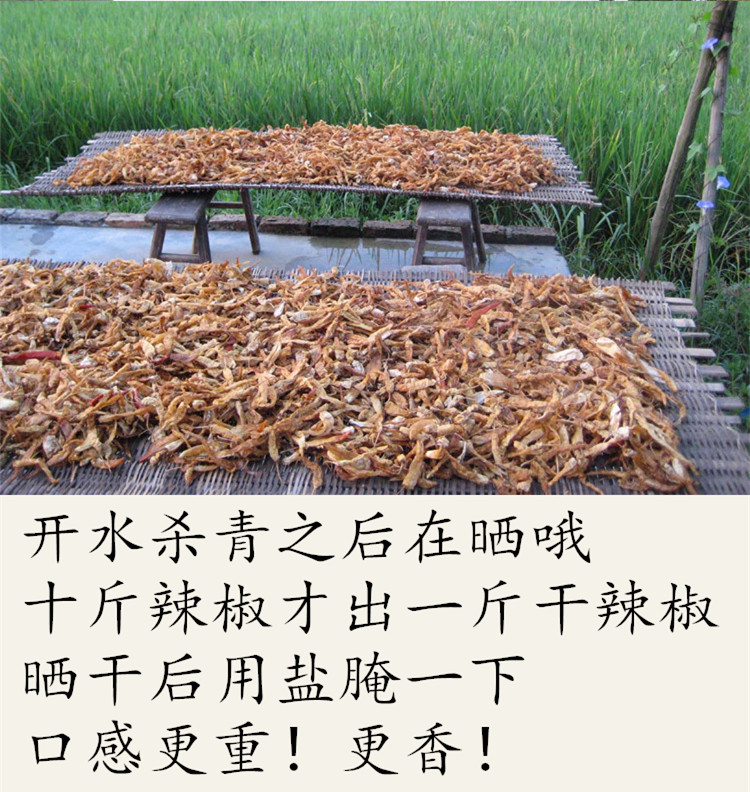 开水杀青之后在晒哦
十斤辣椒才出一斤干辣椒
晒干后用盐腌一下
口感更重！更香！